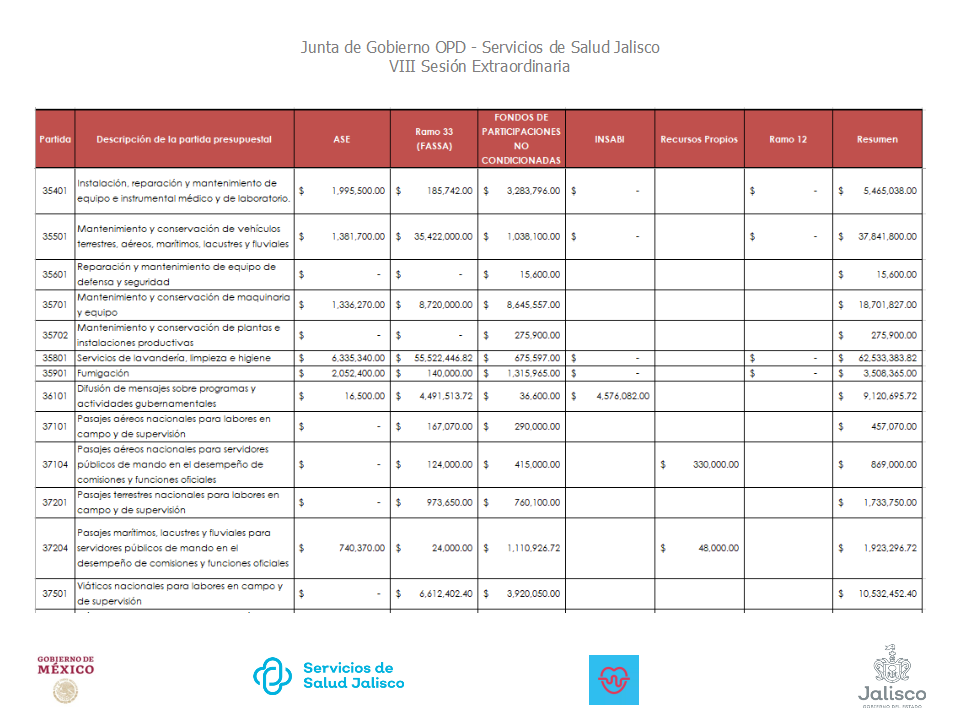 Junta de Gobierno OPD - Servicios de Salud Jalisco
VIII Sesión Extraordinaria
Partida Descripción de la partida presupuestal ASE Ramo 33 (FASSA) FONDOS DE PARTICIPACIONES NO CONDICIONADAS INSABI Recursos Propios Ramo 12 Resumen
35401 Instalación, reparación y mantenimiento de equipo e instrumental médico y de laboratorio. $ 1,995,500.00 $ 185,742.00 $ 3,283,796.00 $ - $ - $ 5,465,038.00
35501 Mantenimiento y conservación de vehículos terrestres, aéreos, marítimos, lacustres y fluviales $ 1,381,700.00 $ 35,422,000.00 $ 1,038,100.00 $ - $ - $ 37,841,800.00
35601 Reparación y mantenimiento de equipo de defensa y seguridad $ - $ - $ 15,600.00 $ 15,600.00
35701 Mantenimiento y conservación de maquinaria y equipo $ 1,336,270.00 $ 8,720,000.00 $ 8,645,557.00 $ 18,701,827.00
35702 Mantenimiento y conservación de plantas e instalaciones productivas $ - $ - $ 275,900.00 $ 275,900.00
35801 Servicios de lavandería, limpieza e higiene $ 6,335,340.00 $ 55,522,446.82 $ 675,597.00 $ - $ - $ 62,533,383.82
35901 Fumigación $ 2,052,400.00 $ 140,000.00 $ 1,315,965.00 $ - $ - $ 3,508,365.00
36101 Difusión de mensajes sobre programas y actividades gubernamentales $ 16,500.00 $ 4,491,513.72 $ 36,600.00 $ 4,576,082.00 $ 9,120,695.72
37101 Pasajes aéreos nacionales para labores en campo y de supervisión $ - $ 167,070.00 $ 290,000.00 $ 457,070.00
37104 Pasajes aéreos nacionales para servidores públicos de mando en el desempeño de comisiones y funciones oficiales $ - $ 124,000.00 $ 415,000.00 $ 330,000.00 $ 869,000.00
37201 Pasajes terrestres nacionales para labores en campo y de supervisión $ - $ 973,650.00 $ 760,100.00 $ 1,733,750.00
37204 Pasajes marítimos, lacustres y fluviales para servidores públicos de mando en el desempeño de comisiones y funciones oficiales $ 740,370.00 $ 24,000.00 $ 1,110,926.72 $ 48,000.00 $ 1,923,296.72
37501 Viáticos nacionales para labores en campo y de supervisión $ - $ 6,612,402.40 $ 3,920,050.00 $ 10,532,452.40
GOBIERNO DE
MÉXICO
Servicios de
Salud Jalisco
Jalisco
GOBIERNO DEL ESTADO